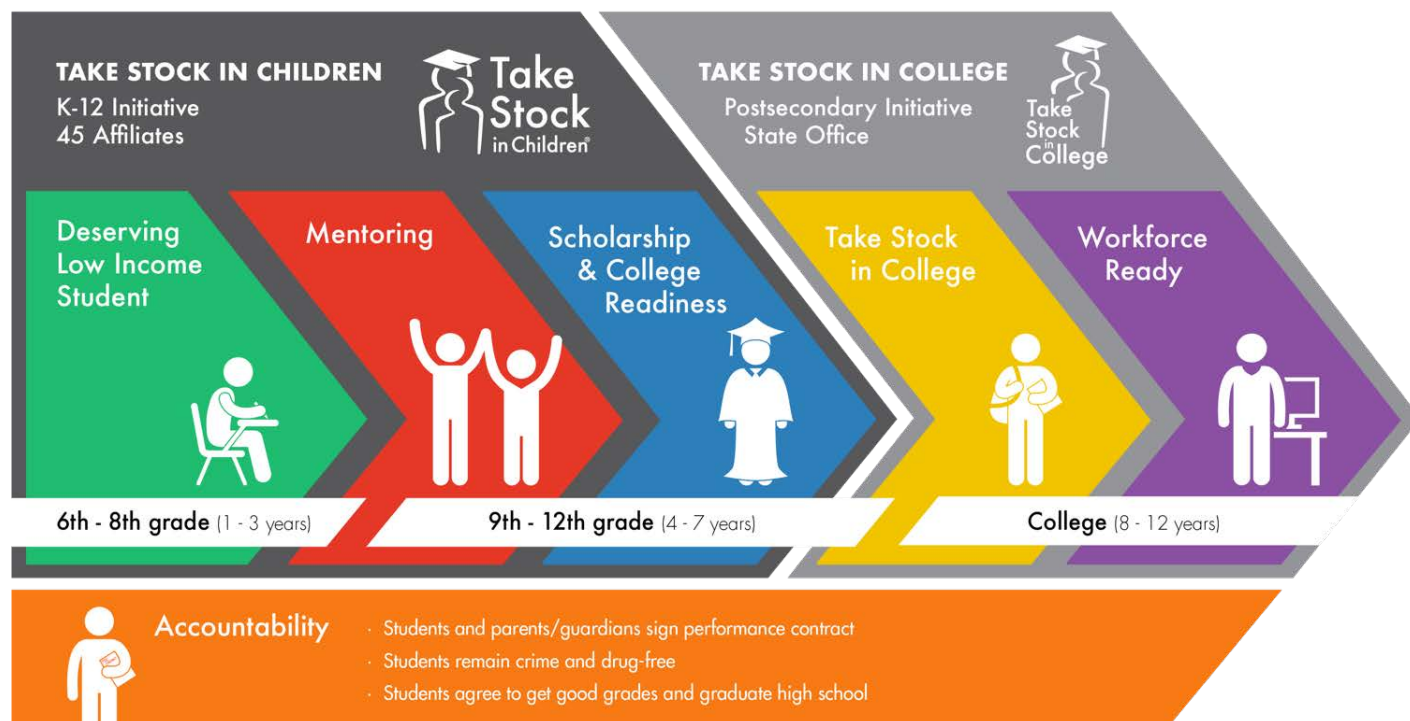 TAKE STOCK IN CHILDREN
K-12 Initiative
45 Affiliates
Take
Stock
in Children®
TAKE STOCK IN COLLEGE
Postsecondary Initiative
State Office
Take
Stock
in
College
Deserving
Low Income
Student
Mentoring
Scholarship
& College
Readiness
Take Stock
in College
Workforce
Ready
6th - 8th grade (1 - 3 years)
9th - 12th grade (4 - 7 years)
College (8 - 12 years)
Accountability
· Students and parents/guardians sign performance contract
· Students remain crime and drug-free
· Students agree to get good grades and graduate high school